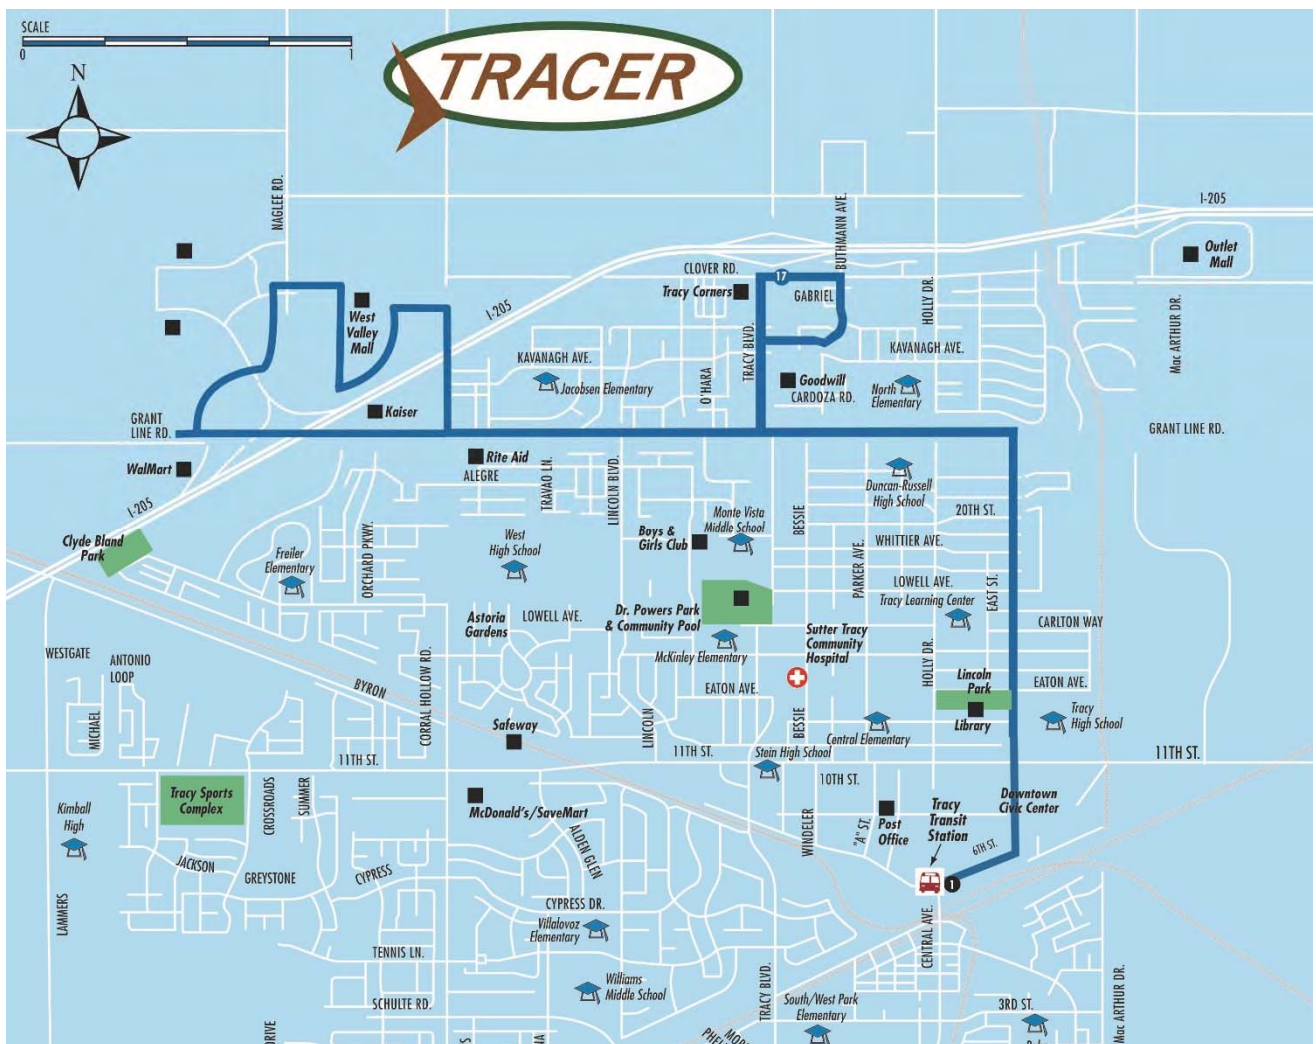 SCALE
0
1
TRACER
N
NAGLEE RD.
I-205
BUTHMANN AVE.
Outlet
Mall
CLOVER RD.
17
Tracy Corners
GABRIEL
HOLLY DR.
West
Valley
Mall
I-205
TRACY BLVD.
Mac ARTHUR DR.
KAVANAGH AVE.
KAVANAGH AVE.
Jacobsen Elementary
O'HARA
Goodwill
CARDOZA RD.
North
Elementary
Kaiser
GRANT
LINE RD.
GRANT LINE RD.
WalMart
Rite Aid
ALEGRE
TRAVAO LN.
LINCOLN BLVD.
Duncan-Russell
High School
I-205
BESSIE
20TH ST.
Monte Vista
Middle School
Boys &
Girls Club
WHITTIER AVE.
Clyde Bland
Park
Freiler
Elementary
ORCHARD PKWY.
West
High School
PARKER AVE.
LOWELL AVE.
EAST ST.
Tracy Learning Center
Astoria
Gardens
LOWELL AVE.
Dr. Powers Park
& Community Pool
Sutter Tracy
Community
Hospital
CARLTON WAY
WESTGATE
ANTONIO
LOOP
McKinley Elementary
HOLLY DR.
BYRON
CORRAL HOLLOW RD.
EATON AVE.
Lincoln
Park
EATON AVE.
MICHAEL
Safeway
LINCOLN
BESSIE
Central Elementary
Library
Tracy
High School
11TH ST.
11TH ST.
Stein High School
11TH ST.
10TH ST.
Tracy Sports
Complex
CROSSROADS
SUMMER
McDonald's/SaveMart
Downtown
Civic Center
Tracy
Transit
Station
Kimball
High
WINDELER
"A" ST.
Post
Office
6TH ST.
ALDEN GLEN
JACKSON
GREYSTONE
CYPRESS
1
LAMMERS
CYPRESS DR.
Villalovoz
Elementary
CENTRAL AVE.
TENNIS LN.
Williams
Middle School
TRACY BLVD.
SCHULTE RD.
South/West Park
Elementary
3RD ST.
Mac ARTHUR DR.
DRIVE